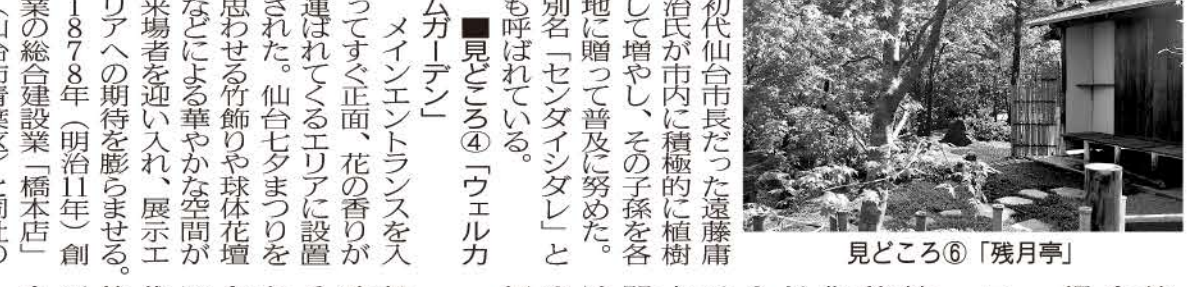 初代仙台市長だった遠藤庸
治氏が市内に積極的に植樹
して増やし、その子孫を各
地に贈って普及に努めた。
別名「センダイシダレ」と
も呼ばれている。
■見どころ④「ウェルカ
ムガーデン」
メインエントランスを入
ってすぐ正面、花の香りが
運ばれてくるエリアに設置
された。仙台七夕まつりを
思わせる竹飾りや球体花壇
などによる華やかな空間が
来場者を迎い入れ、展示エ
リアへの期待を膨らませる。
1878年（明治11年）創
業の総合建設業「橋本店」
見どころ⑥「残月亭」